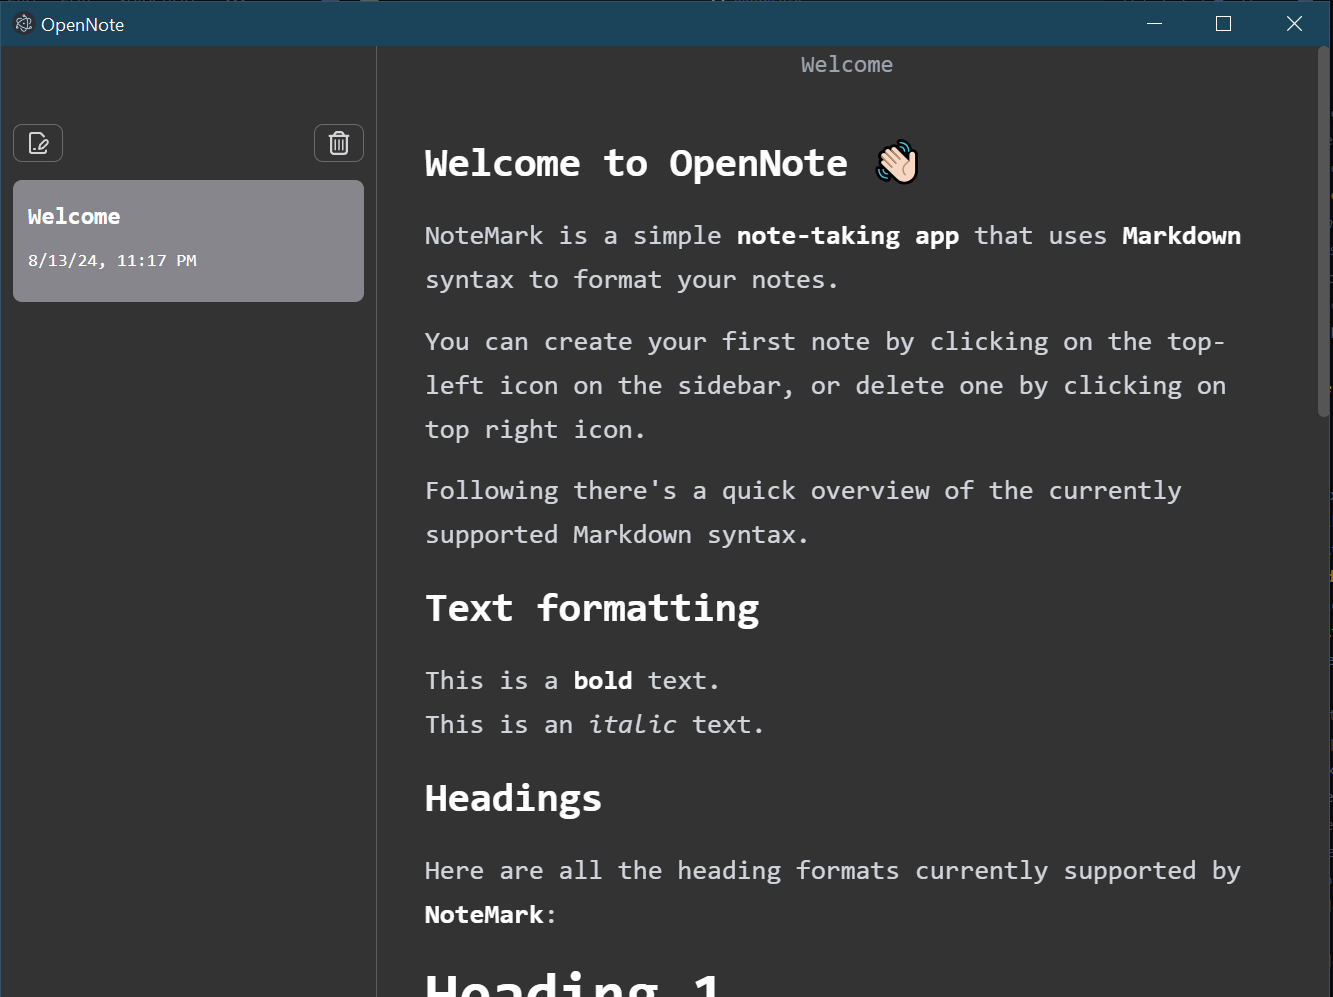 OpenNote
Welcome
8/13/24, 11:17 PM
Welcome
Welcome to OpenNote 👋🏻
NoteMark is a simple note-taking app that uses Markdown
syntax to format your notes.
You can create your first note by clicking on the top-
left icon on the sidebar, or delete one by clicking on
top right icon.
Following there's a quick overview of the currently
supported Markdown syntax.
Text formatting
This is a bold text.
This is an italic text.
Headings
Here are all the heading formats currently supported by
NoteMark:
Heading 1